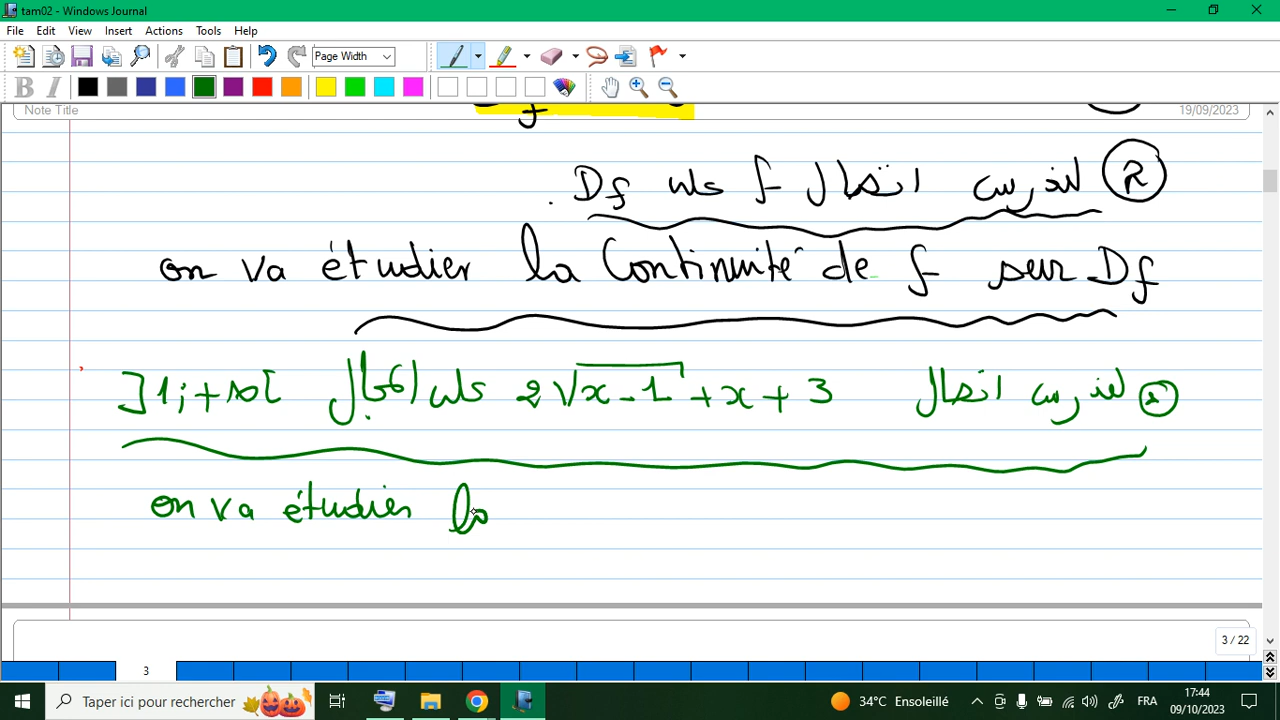 tam02 - Windows Journal
File Edit View Insert Actions Tools Help
Page Width
Note Title 19/09/2023
② لندرس اتصال f على Df .
on va étudier la continuité de f sur Df
② لندرس اتصال 2√x-1 + x + 3 على المجال ]1;+∞[
on va étudier la
3 / 22
3
Taper ici pour rechercher 34°C Ensoleillé FRA 17:44
09/10/2023